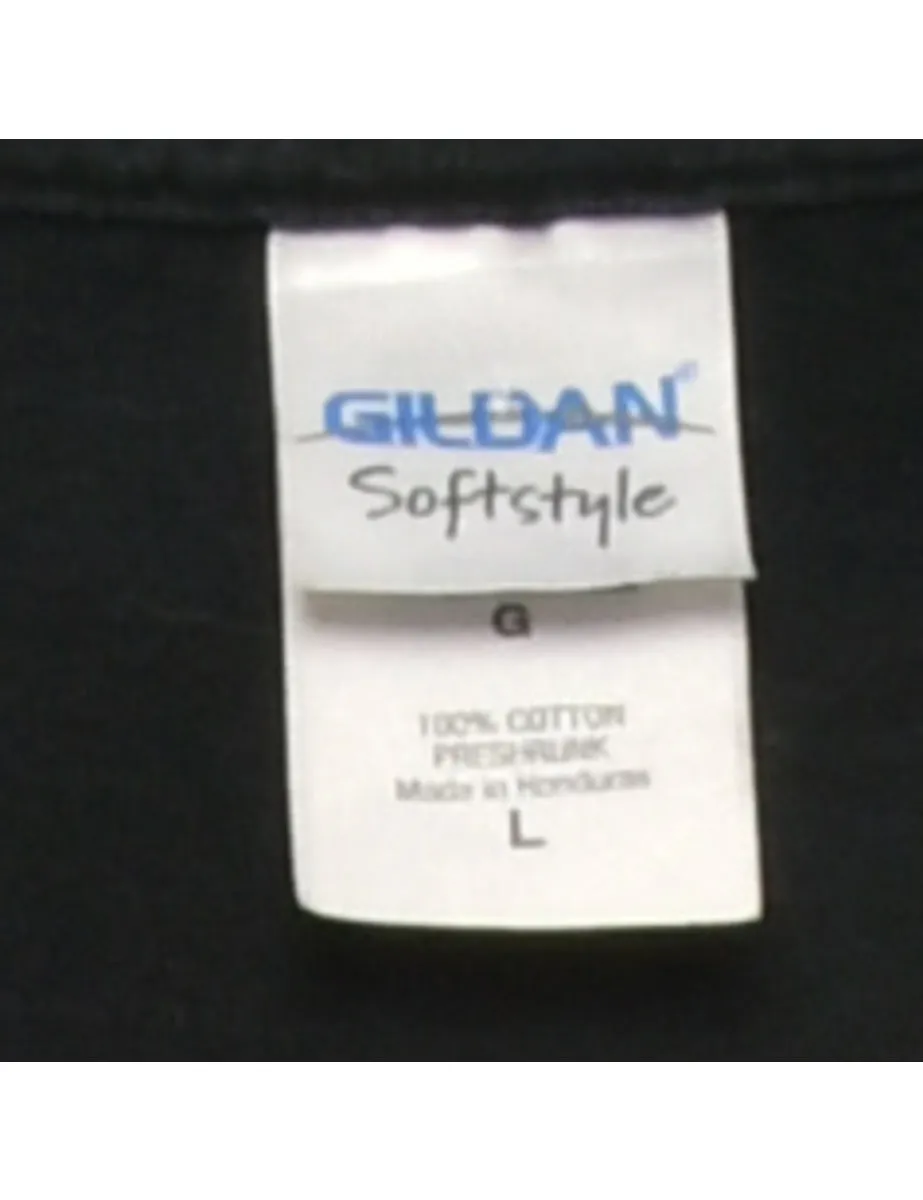 GILDAN®
Softstyle
G
100% COTTON
PRESHRUNK
Made in Honduras
L